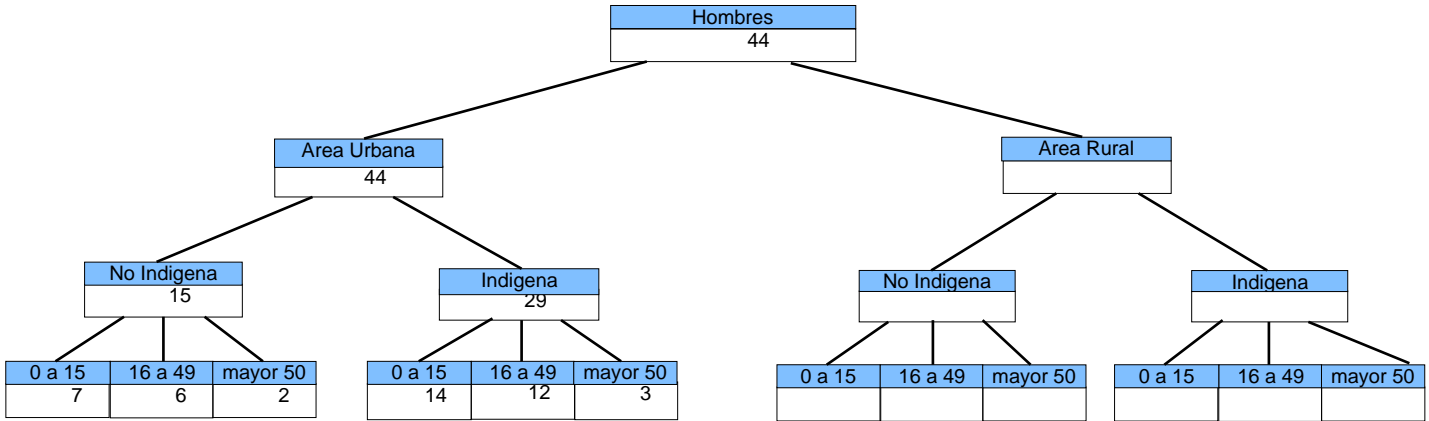 Hombres
44
Area Urbana
Area Rural
44
No Indigena
Indigena
No Indigena
Indigena
15
29
0 a 15 16 a 49 mayor 50
0 a 15 16 a 49 mayor 50
0 a 15 16 a 49 mayor 50
0 a 15 16 a 49 mayor 50
7 6 2
14 12 3